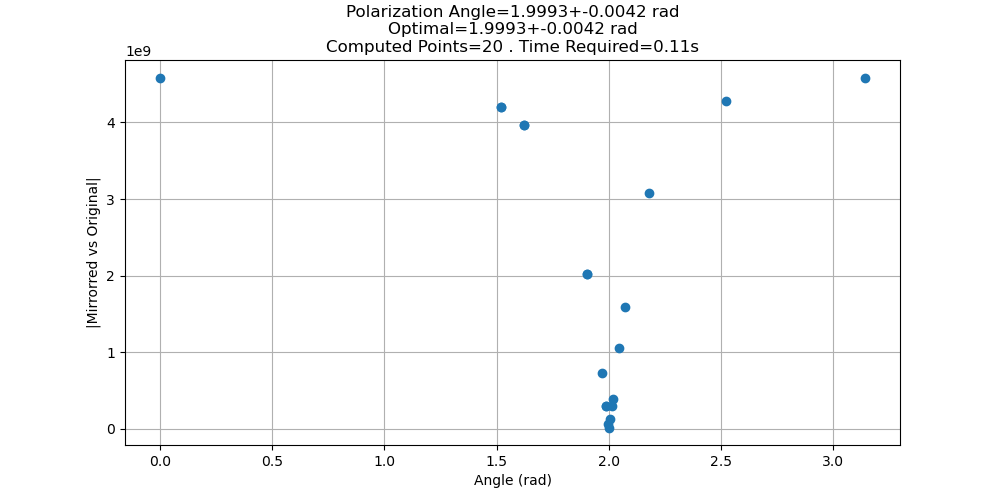 Polarization Angle=1.9993+-0.0042 rad
Optimal=1.9993+-0.0042 rad
Computed Points=20 . Time Required=0.11s
1e9
4
3
2
1
0
|Mirrorred vs Original|
0.0 0.5 1.0 1.5 2.0 2.5 3.0
Angle (rad)